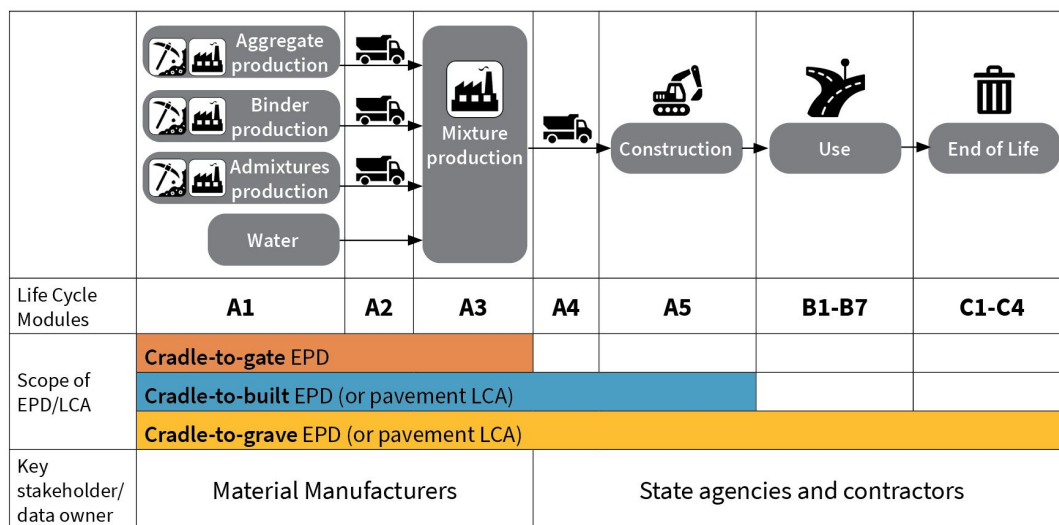 Aggregate
production
Binder
production
Admixtures
production
Water
Mixture
production
Construction
Use
End of Life
Life Cycle
Modules
A1
A2
A3
A4
A5
B1-B7
C1-C4
Scope of
EPD/LCA
Cradle-to-gate EPD
Cradle-to-built EPD (or pavement LCA)
Cradle-to-grave EPD (or pavement LCA)
Key
stakeholder/
data owner
Material Manufacturers
State agencies and contractors